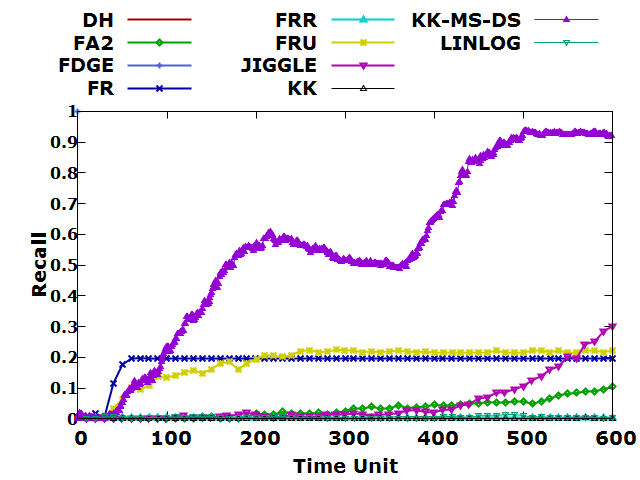 DH FRR KK-MS-DS
FA2 FRU LINLOG
FDGE JIGGLE
FR KK
1
0.9
0.8
0.7
0.6
0.5
0.4
0.3
0.2
0.1
0
0 100 200 300 400 500 600
Recall
Time Unit